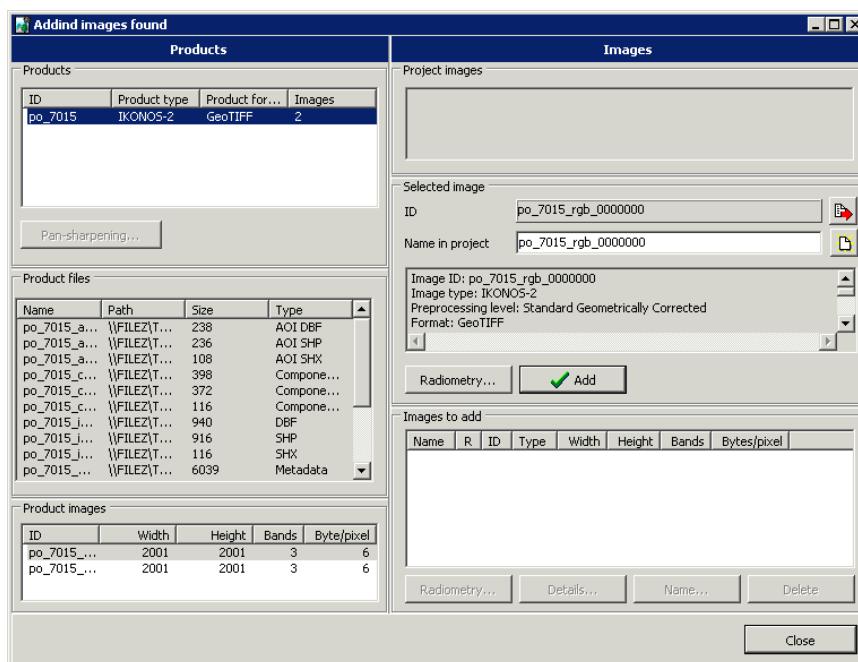 Addind images found
Products
Products
ID Product type Product for... Images
po_7015 IKONOS-2 GeoTIFF 2
Pan-sharpening...
Product files
Name Path Size Type
po_7015_a... \\FILEZ\T... 238 AOI DBF
po_7015_a... \\FILEZ\T... 236 AOI SHP
po_7015_a... \\FILEZ\T... 108 AOI SHX
po_7015_c... \\FILEZ\T... 398 Compone...
po_7015_c... \\FILEZ\T... 372 Compone...
po_7015_c... \\FILEZ\T... 116 Compone...
po_7015_i... \\FILEZ\T... 940 DBF
po_7015_i... \\FILEZ\T... 916 SHP
po_7015_i... \\FILEZ\T... 116 SHX
po_7015_... \\FILEZ\T... 6039 Metadata
Product images
ID Width Height Bands Byte/pixel
po_7015_... 2001 2001 3 6
po_7015_... 2001 2001 3 6
Images
Project images
Selected image
ID po_7015_rgb_0000000
Name in project po_7015_rgb_0000000
Image ID: po_7015_rgb_0000000
Image type: IKONOS-2
Preprocessing level: Standard Geometrically Corrected
Format: GeoTIFF
Radiometry... Add
Images to add
Name R ID Type Width Height Bands Bytes/pixel
Radiometry... Details... Name... Delete
Close